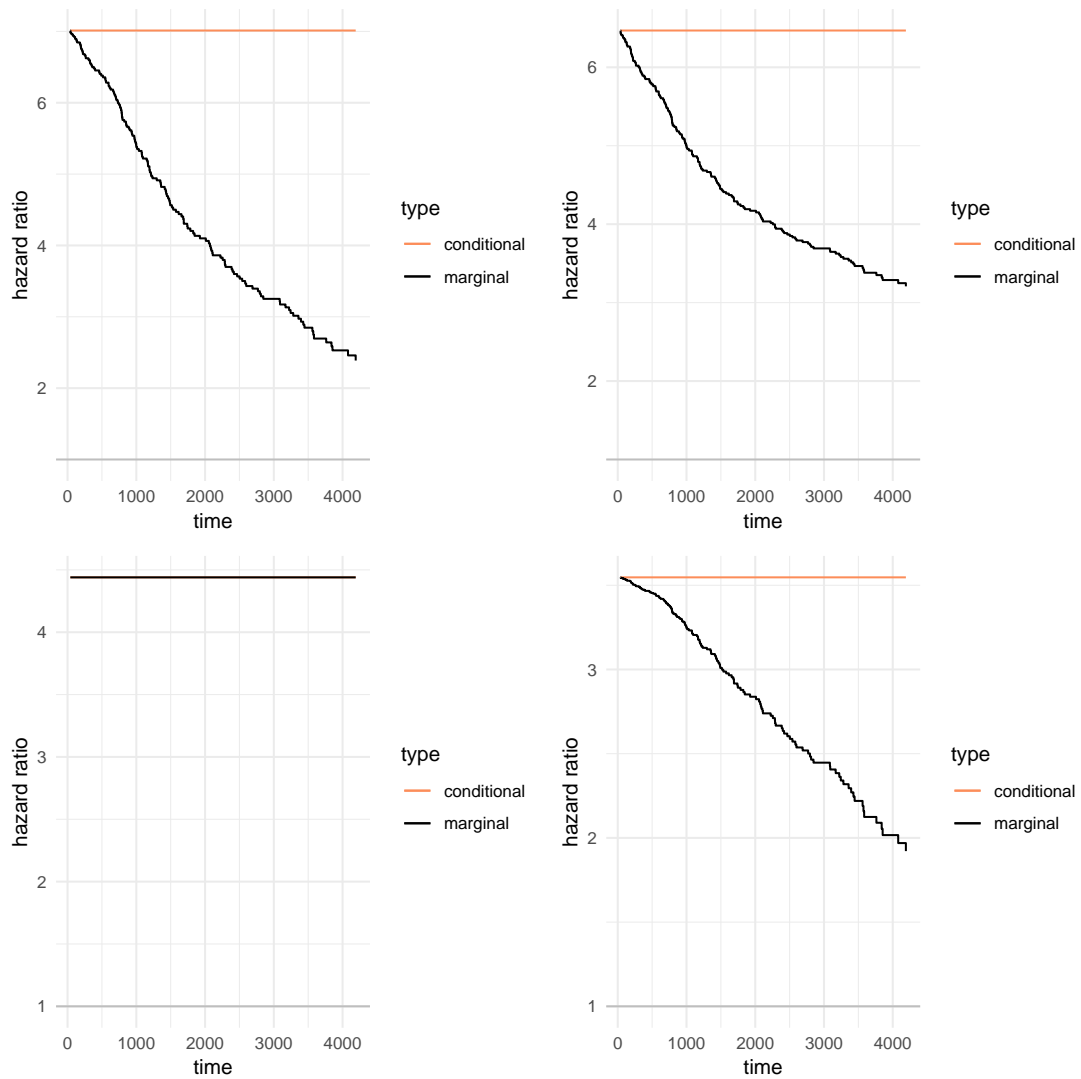 hazard ratio
6
4
2
0 1000 2000 3000 4000
time
type
conditional
marginal
hazard ratio
6
4
2
0 1000 2000 3000 4000
time
type
conditional
marginal
hazard ratio
4
3
2
1
0 1000 2000 3000 4000
time
type
conditional
marginal
hazard ratio
3
2
1
0 1000 2000 3000 4000
time
type
conditional
marginal